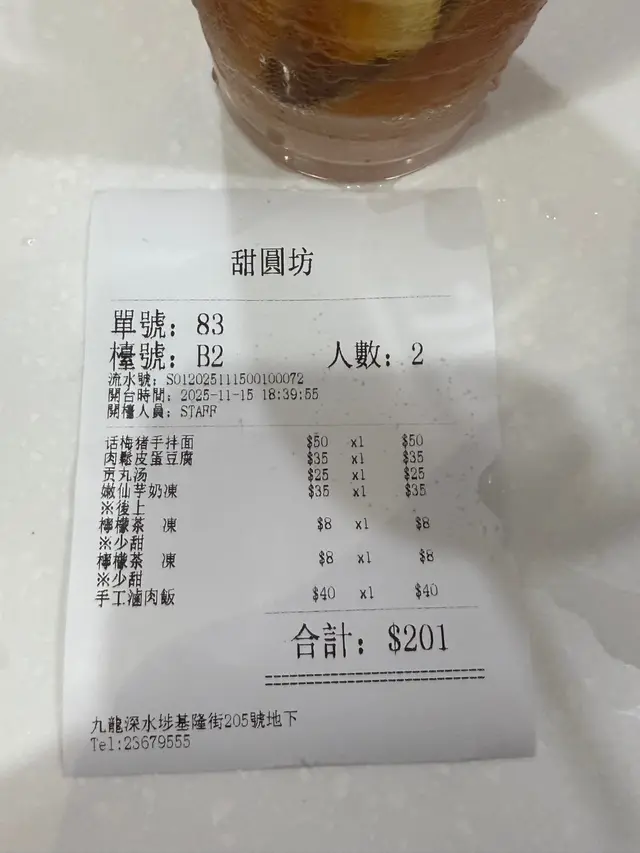 甜圓坊
單號: 83
檯號: B2 人數: 2
流水號: S012025111500100072
開台時間: 2025-11-15 18:39:55
開檯人員: STAFF
话梅猪手拌面 $50 x1 $50
肉鬆皮蛋豆腐 $35 x1 $35
贡丸汤 $25 x1 $25
嫩仙芋奶凍 $35 x1 $35
※後上
檸檬茶 凍 $8 x1 $8
※少甜
檸檬茶 凍 $8 x1 $8
※少甜
手工滷肉飯 $40 x1 $40
合計: $201
九龍深水埗基隆街205號地下
Tel:23679555